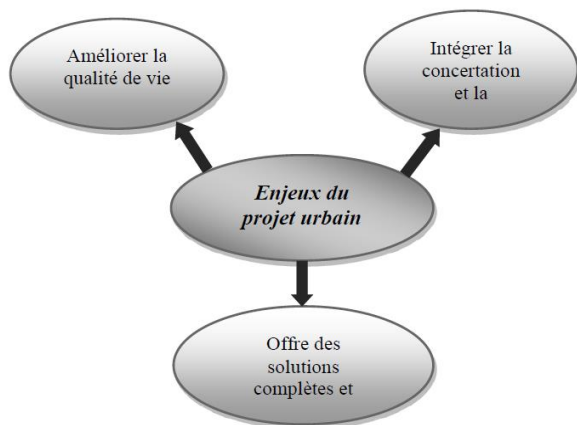 Améliorer la
qualité de vie
Intégrer la
concertation
et la
Enjeux du
projet urbain
Offre des
solutions
complètes et